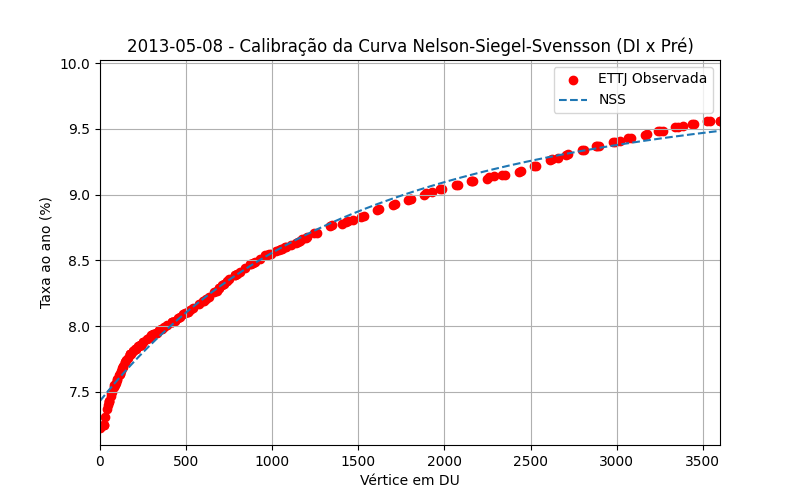 2013-05-08 - Calibração da Curva Nelson-Siegel-Svensson (DI x Pré)
ETTJ Observada
NSS
Taxa ao ano (%)
10.0
9.5
9.0
8.5
8.0
7.5
0 500 1000 1500 2000 2500 3000 3500
Vértice em DU